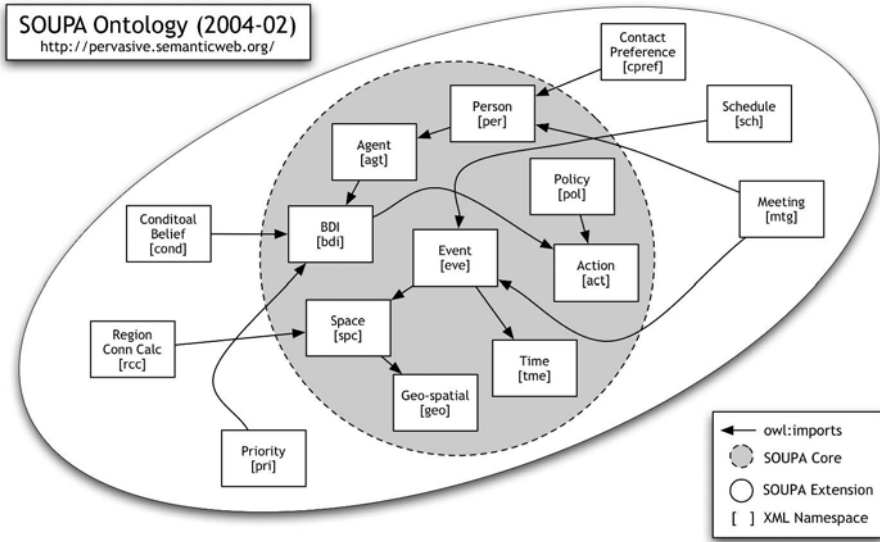 SOUPA Ontology (2004-02)
http://pervasive.semanticweb.org/
Contact
Preference
[cpref]
Person
[per]
Schedule
[sch]
Agent
[agt]
Policy
[pol]
Meeting
[mtg]
Conditoal
Belief
[cond]
BDI
[bdi]
Event
[eve]
Action
[act]
Region
Conn Calc
[rcc]
Space
[spc]
Time
[tme]
Geo-spatial
[geo]
Priority
[pri]
owl:imports
SOUPA Core
SOUPA Extension
[ ] XML Namespace